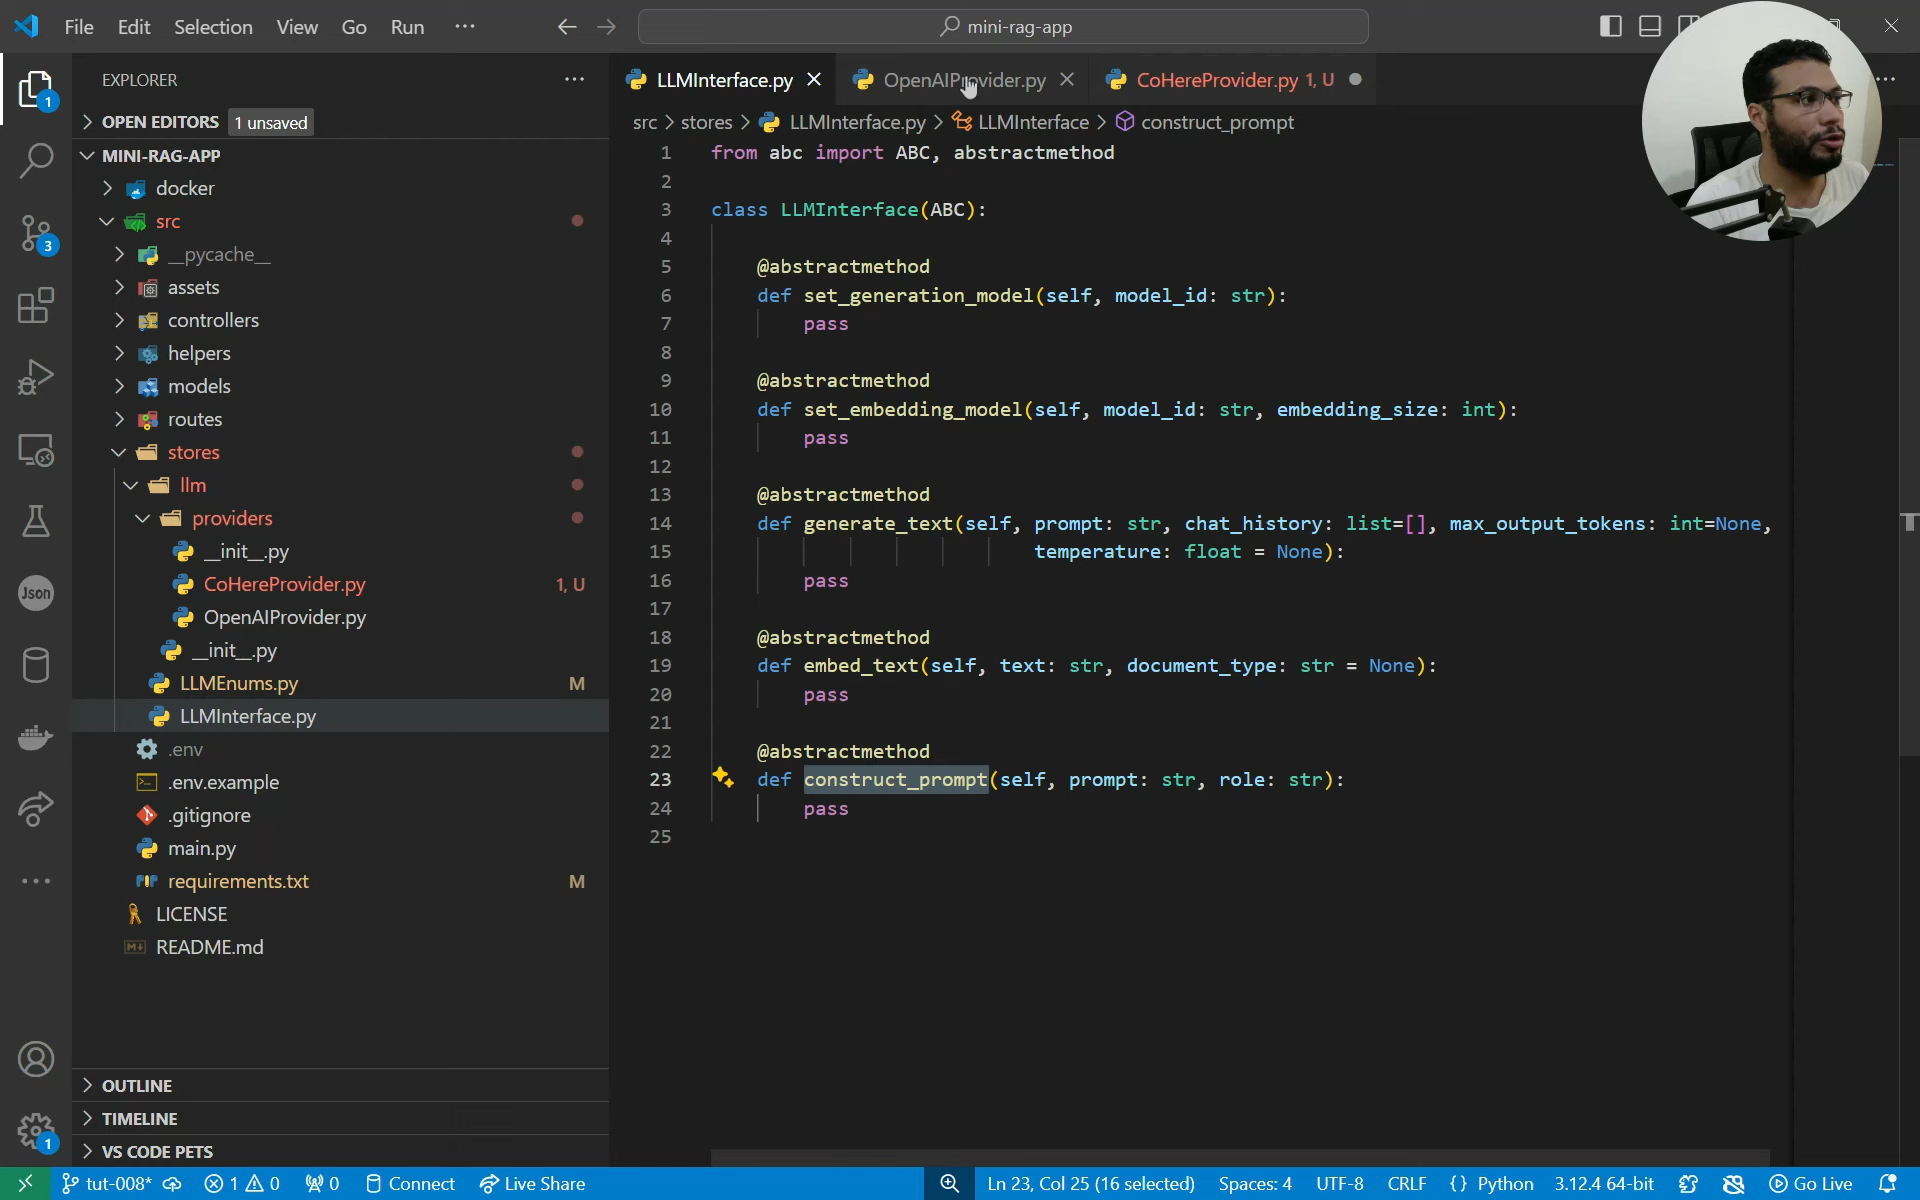 File Edit Selection View Go Run ··· mini-rag-app
EXPLORER ···
OPEN EDITORS 1 unsaved
MINI-RAG-APP
docker
src
__pycache__
assets
controllers
helpers
models
routes
stores
llm
providers
__init__.py
CoHereProvider.py 1, U
OpenAIProvider.py
__init__.py
LLMEnums.py M
LLMInterface.py
.env
.env.example
.gitignore
main.py
requirements.txt M
LICENSE
README.md
OUTLINE
TIMELINE
VS CODE PETS
1
3
Json
1
LLMInterface.py OpenAIProvider.py CoHereProvider.py 1, U
src > stores > LLMInterface.py > LLMInterface > construct_prompt
1 from abc import ABC, abstractmethod
2
3 class LLMInterface(ABC):
4
5 @abstractmethod
6 def set_generation_model(self, model_id: str):
7 pass
8
9 @abstractmethod
10 def set_embedding_model(self, model_id: str, embedding_size: int):
11 pass
12
13 @abstractmethod
14 def generate_text(self, prompt: str, chat_history: list=[], max_output_tokens: int=None,
15 temperature: float = None):
16 pass
17
18 @abstractmethod
19 def embed_text(self, text: str, document_type: str = None):
20 pass
21
22 @abstractmethod
23 def construct_prompt(self, prompt: str, role: str):
24 pass
25
tut-008* 1 0 0 Connect Live Share Ln 23, Col 25 (16 selected) Spaces: 4 UTF-8 CRLF {} Python 3.12.4 64-bit Go Live